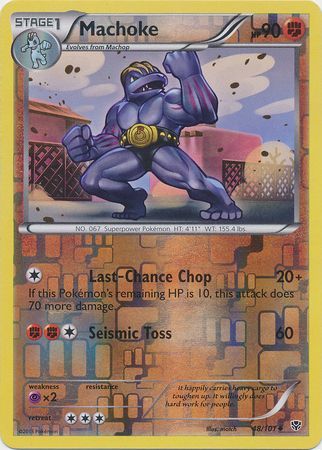 STAGE1
Machoke
HP90
Evolves from Machop
NO. 067 Superpower Pokémon HT: 4'11" WT: 155.4 lbs.
Last-Chance Chop 20+
If this Pokémon's remaining HP is 10, this attack does
70 more damage.
Seismic Toss 60
weakness
resistance
×2
retreat
It happily carries heavy cargo to
toughen up. It willingly does
hard work for people.
Illus. match
48/101
©2013 Pokémon